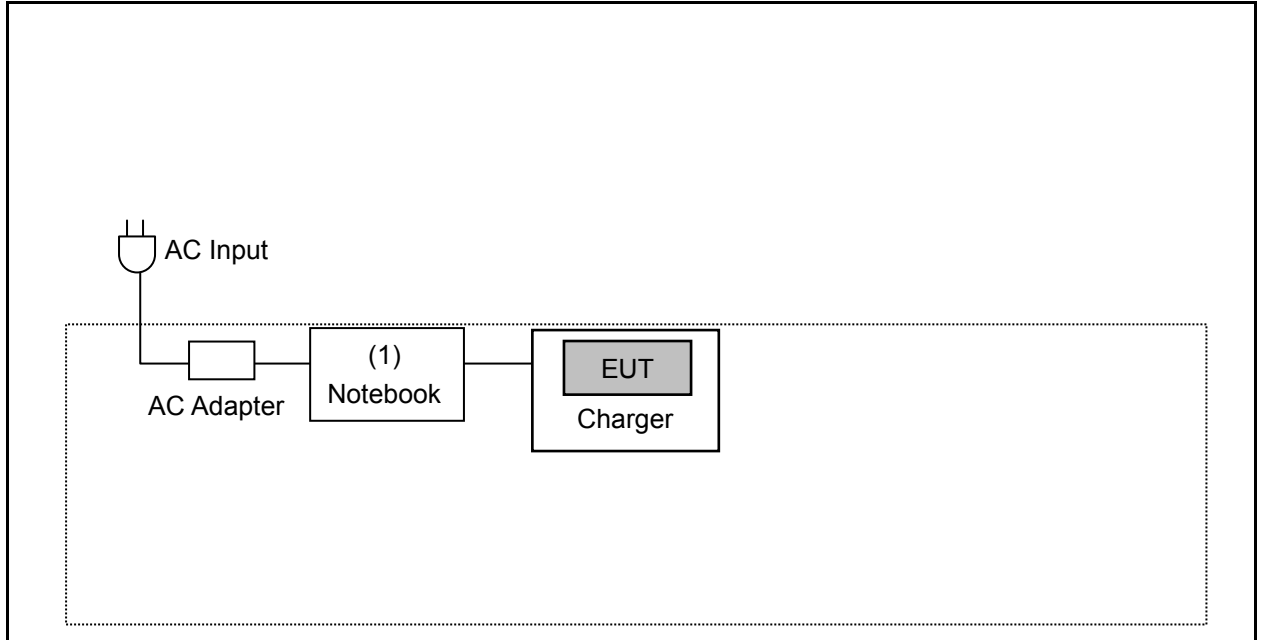 AC Input
(1)
Notebook
AC Adapter
EUT
Charger